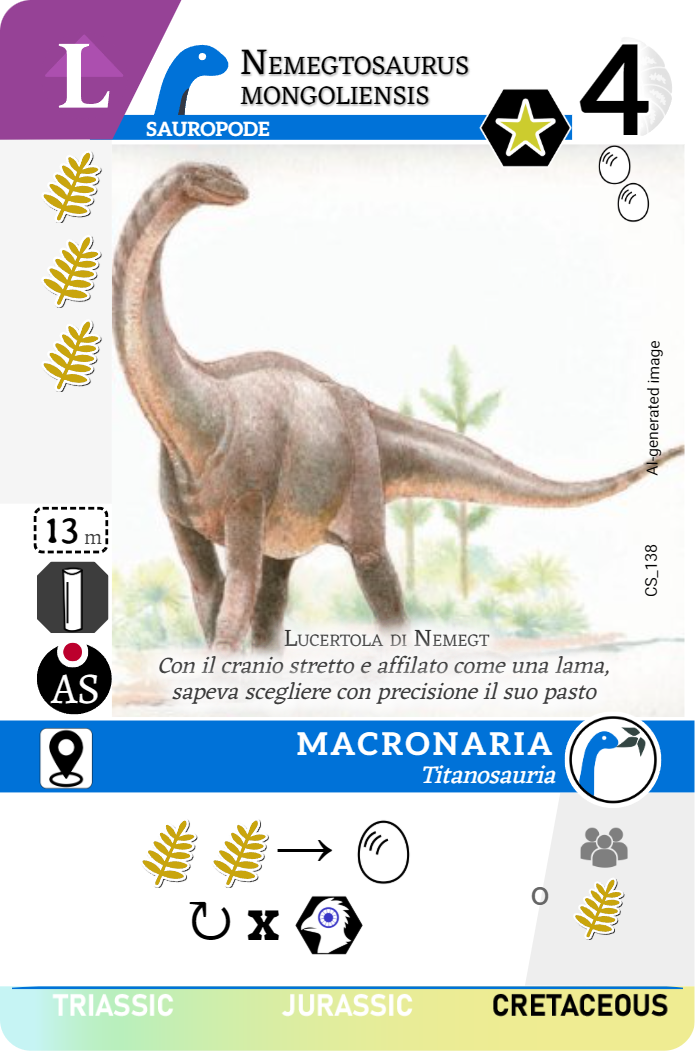 L
NEMEGTOSAURUS
MONGOLIENSIS
4
SAUROPODE
AI-generated image
13 m
CS_138
AS
LUCERTOLA DI NEMEGT
Con il cranio stretto e affilato come una lama,
sapeva scegliere con precisione il suo pasto
MACRONARIA
Titanosauria
o
x
TRIASSIC JURASSIC CRETACEOUS